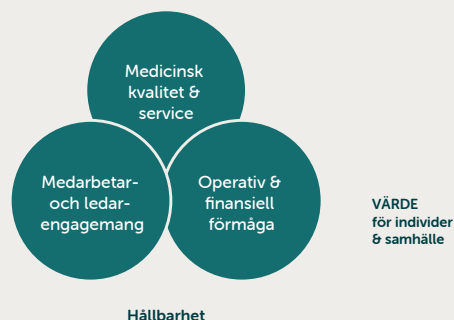 Medicinsk
kvalitet &
service
Medarbetar-
och ledar-
engagemang
Operativ &
finansiell
förmåga
VÄRDE
för individer
& samhälle
Hållbarhet